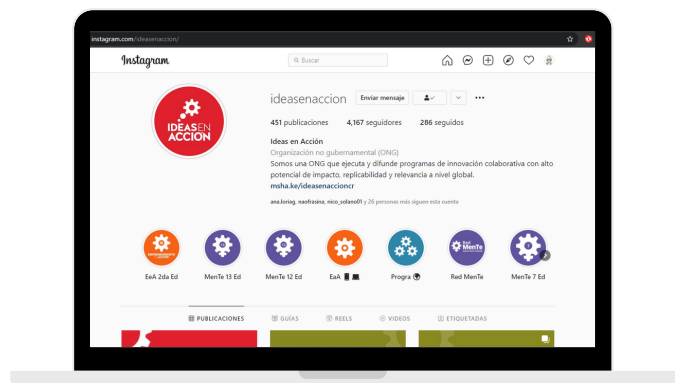 instagram.com/ideasenaccion/
Instagram
Buscar
ideasenaccion Enviar mensaje
451 publicaciones 4,167 seguidores 286 seguidos
Ideas en Acción
Organización no gubernamental (ONG)
Somos una ONG que ejecuta y difunde programas de innovación colaborativa con alto
potencial de impacto, replicabilidad y relevancia a nivel global.
msha.ke/ideasenaccioncr
ana.loriag, naofrasina, nico_solano01 y 26 personas más siguen esta cuenta
IDEAS EN
ACCIÓN
Red
MenTe
EeA 2da Ed MenTe 13 Ed MenTe 12 Ed EaA Progra Red MenTe MenTe 7 Ed
PUBLICACIONES GUÍAS REELS VIDEOS ETIQUETADAS